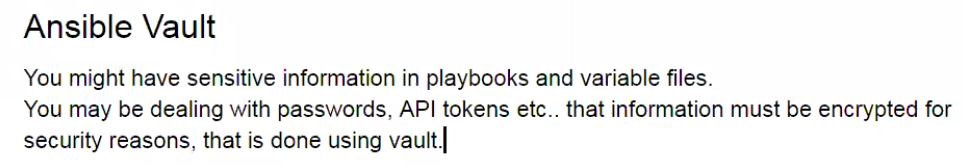 Ansible Vault
You might have sensitive information in playbooks and variable files.
You may be dealing with passwords, API tokens etc.. that information must be encrypted for
security reasons, that is done using vault.